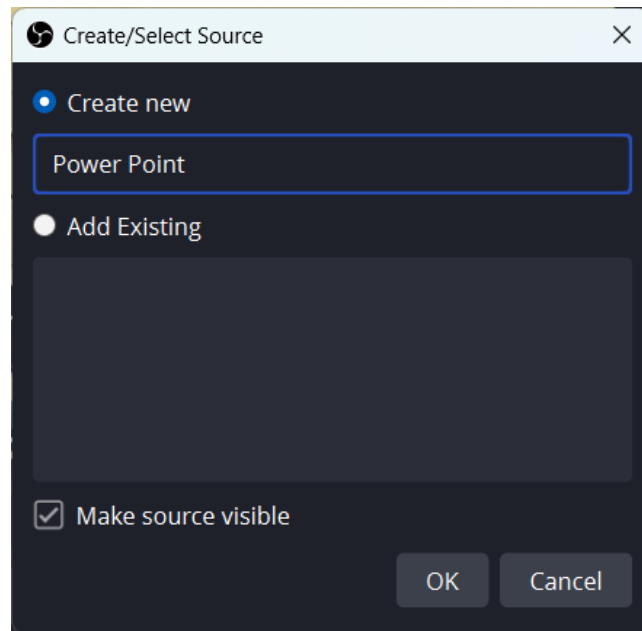 Create/Select Source
Create new
Power Point
Add Existing
Make source visible
OK Cancel